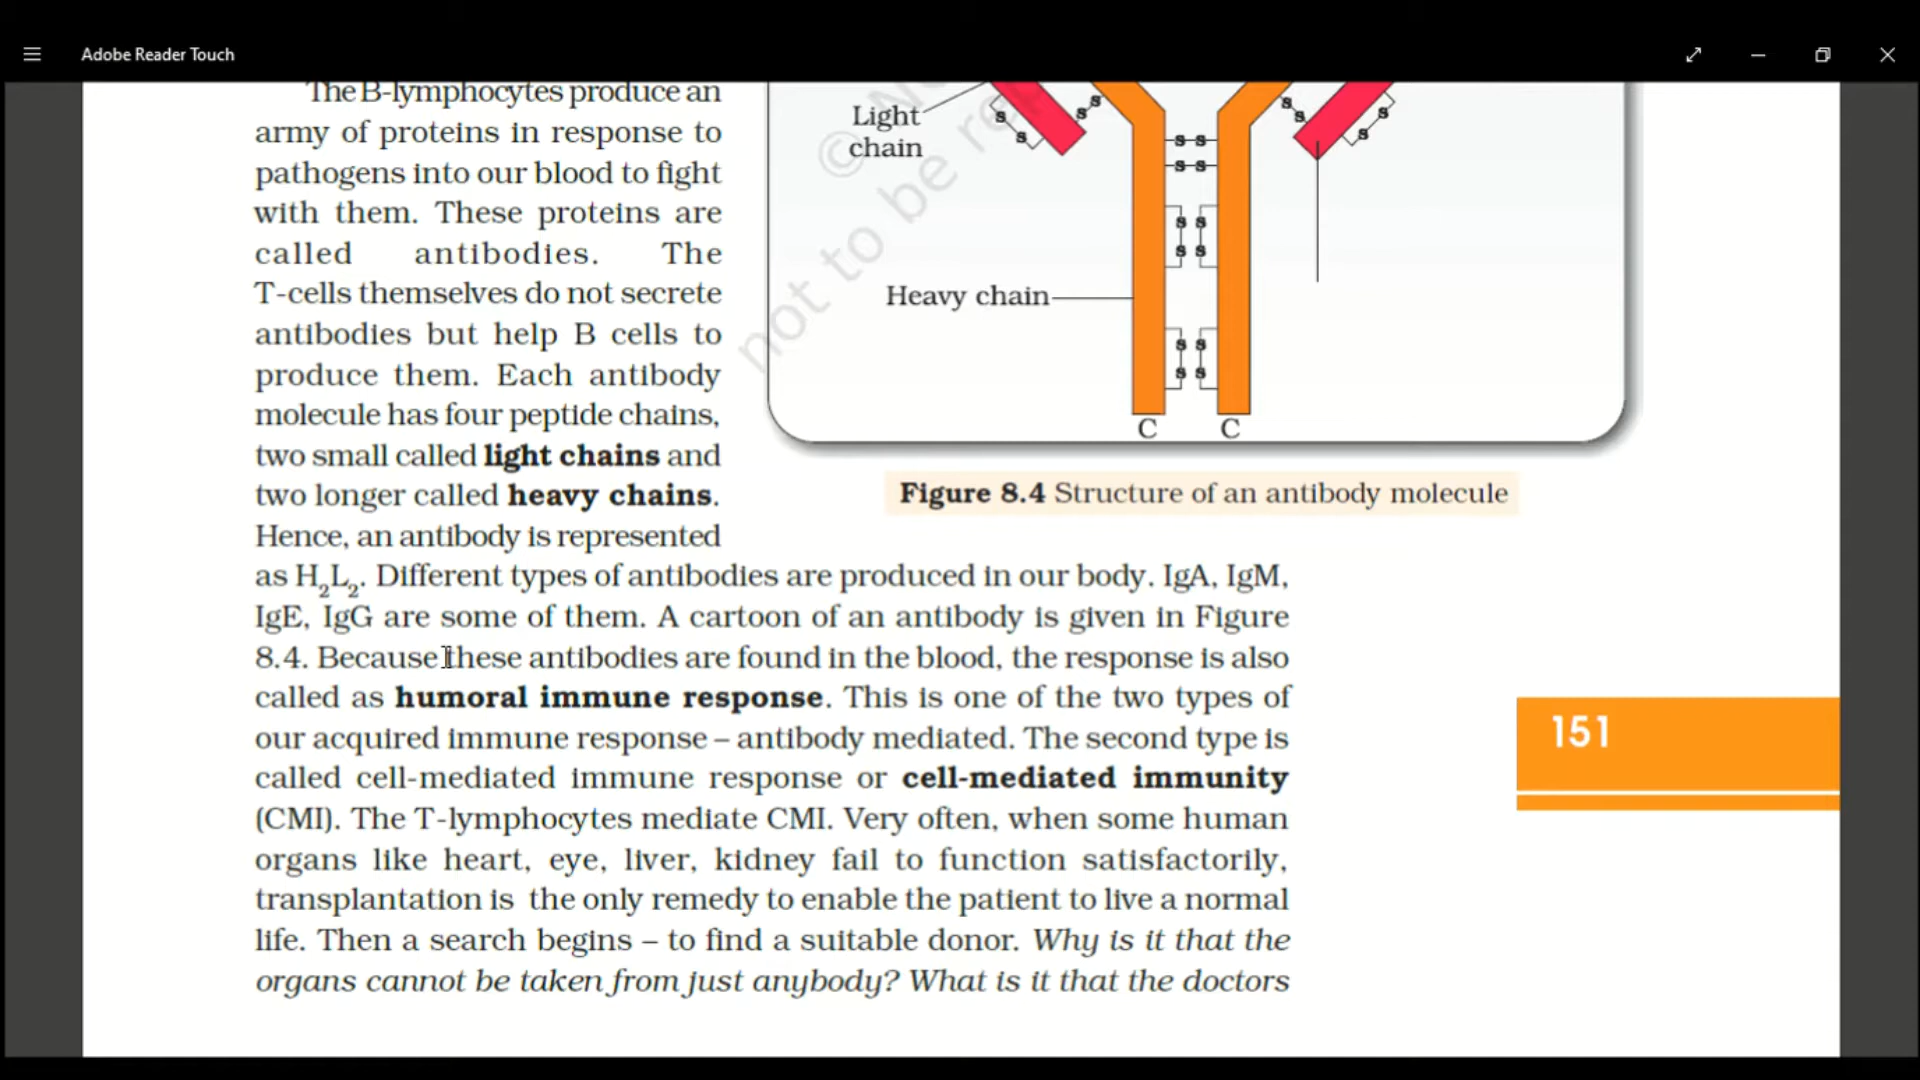 Adobe Reader Touch
The B-lymphocytes produce an
army of proteins in response to
pathogens into our blood to fight
with them. These proteins are
called antibodies. The
T-cells themselves do not secrete
antibodies but help B cells to
produce them. Each antibody
molecule has four peptide chains,
two small called light chains and
two longer called heavy chains.
Hence, an antibody is represented
as H₂L₂. Different types of antibodies are produced in our body. IgA, IgM,
IgE, IgG are some of them. A cartoon of an antibody is given in Figure
8.4. Because these antibodies are found in the blood, the response is also
called as humoral immune response. This is one of the two types of
our acquired immune response – antibody mediated. The second type is
called cell-mediated immune response or cell-mediated immunity
(CMI). The T-lymphocytes mediate CMI. Very often, when some human
organs like heart, eye, liver, kidney fail to function satisfactorily,
transplantation is the only remedy to enable the patient to live a normal
life. Then a search begins – to find a suitable donor. Why is it that the
organs cannot be taken from just anybody? What is it that the doctors
Light
chain
s s s s s s s s
s s
s s
s s
s s
s s
s s
Heavy chain
C C
© N
not to be re
Figure 8.4 Structure of an antibody molecule
151